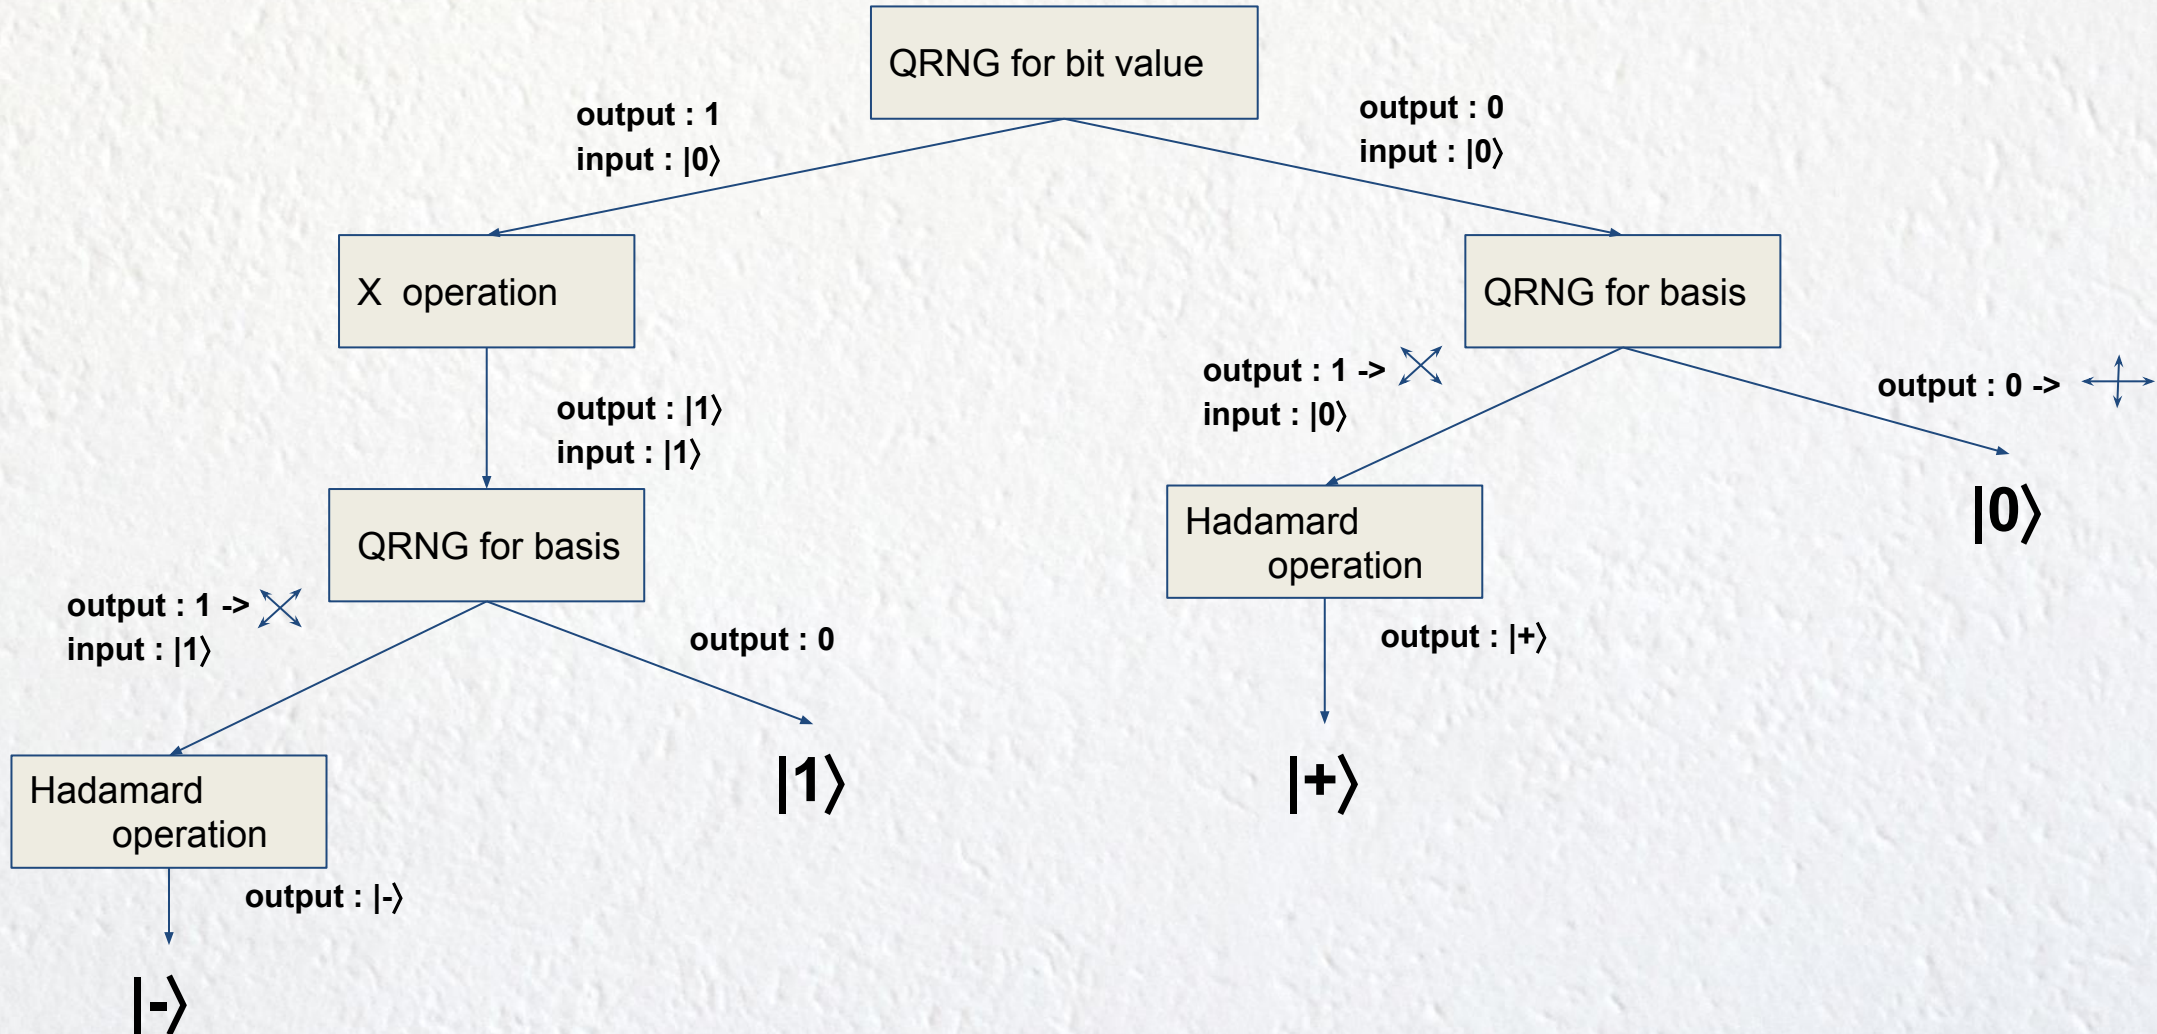 QRNG for bit value
output : 1
input : |0⟩
output : 0
input : |0⟩
X operation
QRNG for basis
output : |1⟩
input : |1⟩
output : 1 ->
input : |0⟩
output : 0 ->
QRNG for basis
Hadamard
operation
|0⟩
output : 1 ->
input : |1⟩
output : 0
output : |+⟩
Hadamard
operation
|1⟩
|+⟩
output : |-⟩
|-⟩